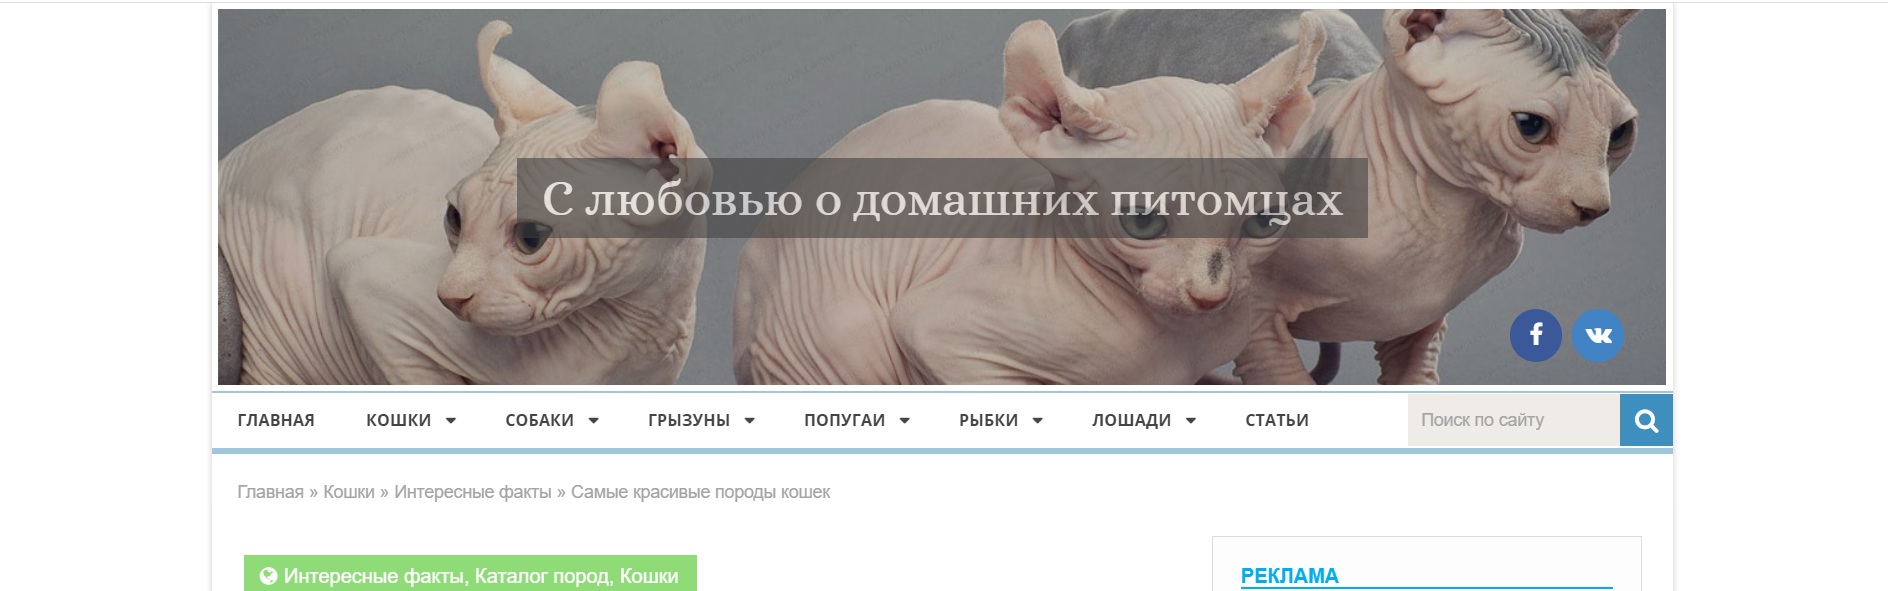 С любовью о домашних питомцах
ГЛАВНАЯ КОШКИ СОБАКИ ГРЫЗУНЫ ПОПУГАИ РЫБКИ ЛОШАДИ СТАТЬИ Поиск по сайту
Главная » Кошки » Интересные факты » Самые красивые породы кошек
Интересные факты, Каталог пород, Кошки
РЕКЛАМА